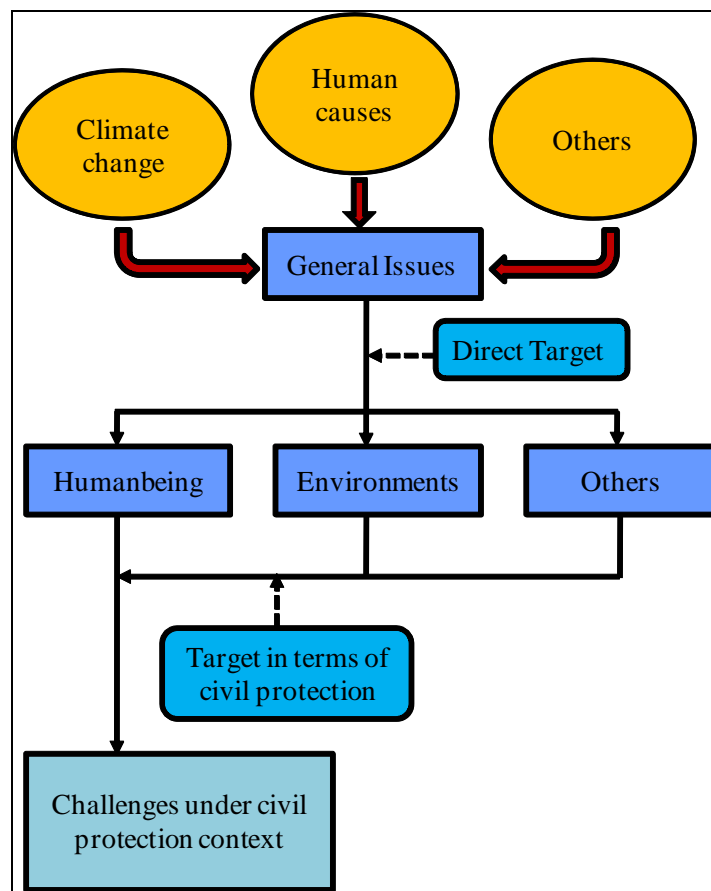 Human
causes
Climate
change
Others
General Issues
Direct Target
Humanbeing
Environments
Others
Target in terms of
civil protection
Challenges under civil
protection context